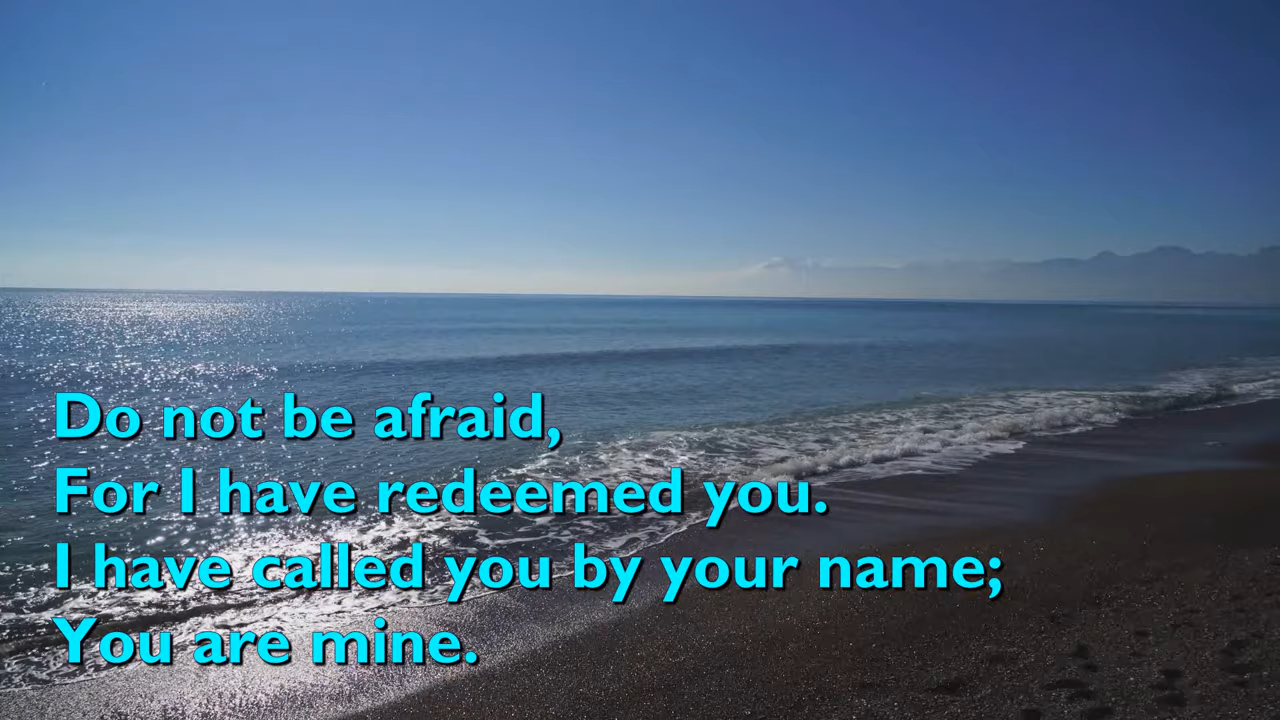 Do not be afraid,
For I have redeemed you.
I have called you by your name;
You are mine.